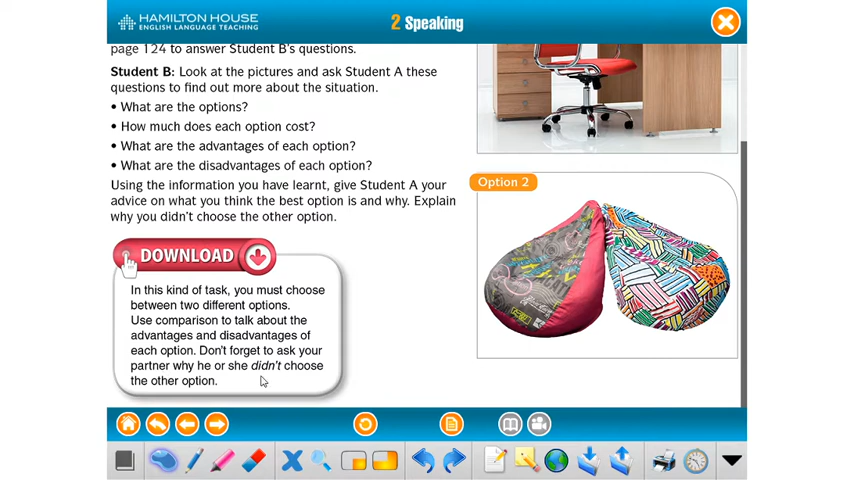 HAMILTON HOUSE
ENGLISH LANGUAGE TEACHING
2 Speaking
page 124 to answer Student B's questions.
Student B: Look at the pictures and ask Student A these
questions to find out more about the situation.
• What are the options?
• How much does each option cost?
• What are the advantages of each option?
• What are the disadvantages of each option?
Using the information you have learnt, give Student A your
advice on what you think the best option is and why. Explain
why you didn't choose the other option.
DOWNLOAD
In this kind of task, you must choose
between two different options.
Use comparison to talk about the
advantages and disadvantages of
each option. Don't forget to ask your
partner why he or she didn't choose
the other option.
Option 2